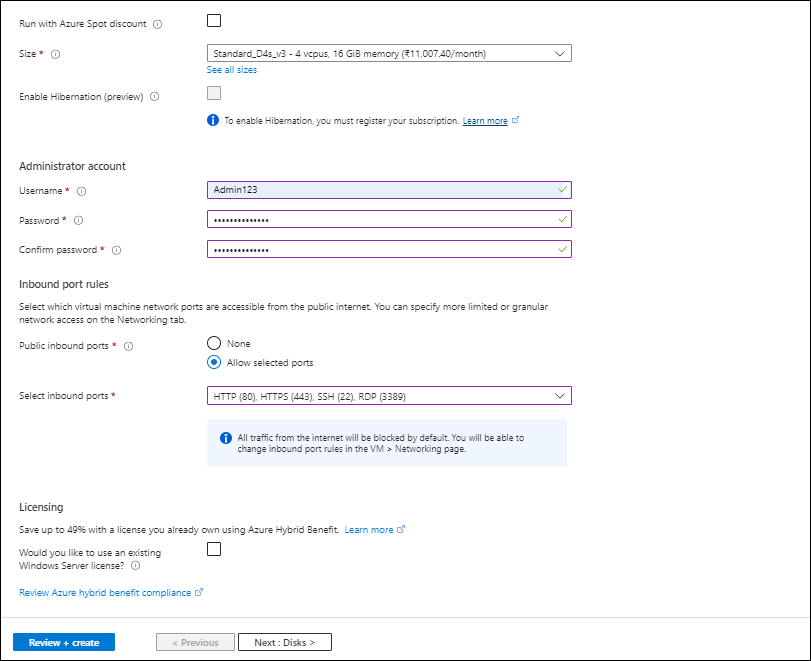 Run with Azure Spot discount
Size *
Standard_D4s_v3 - 4 vcpus, 16 GiB memory (₹11,007.40/month)
See all sizes
Enable Hibernation (preview)
To enable Hibernation, you must register your subscription. Learn more
Administrator account
Username *
Admin123
Password *
••••••••••••••
Confirm password *
••••••••••••••
Inbound port rules
Select which virtual machine network ports are accessible from the public internet. You can specify more limited or granular
network access on the Networking tab.
Public inbound ports *
None
Allow selected ports
Select inbound ports *
HTTP (80), HTTPS (443), SSH (22), RDP (3389)
All traffic from the internet will be blocked by default. You will be able to
change inbound port rules in the VM > Networking page.
Licensing
Save up to 49% with a license you already own using Azure Hybrid Benefit. Learn more
Would you like to use an existing
Windows Server license?
Review Azure hybrid benefit compliance
Review + create
< Previous
Next : Disks >